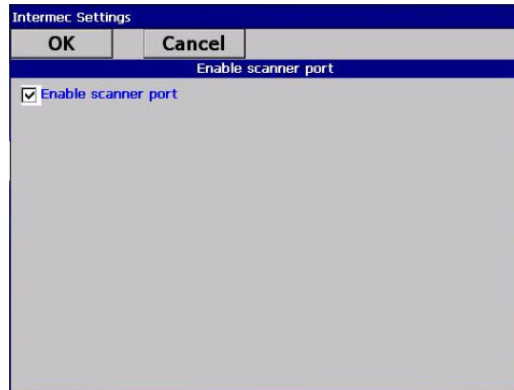 Intermec Settings
OK Cancel
Enable scanner port
Enable scanner port